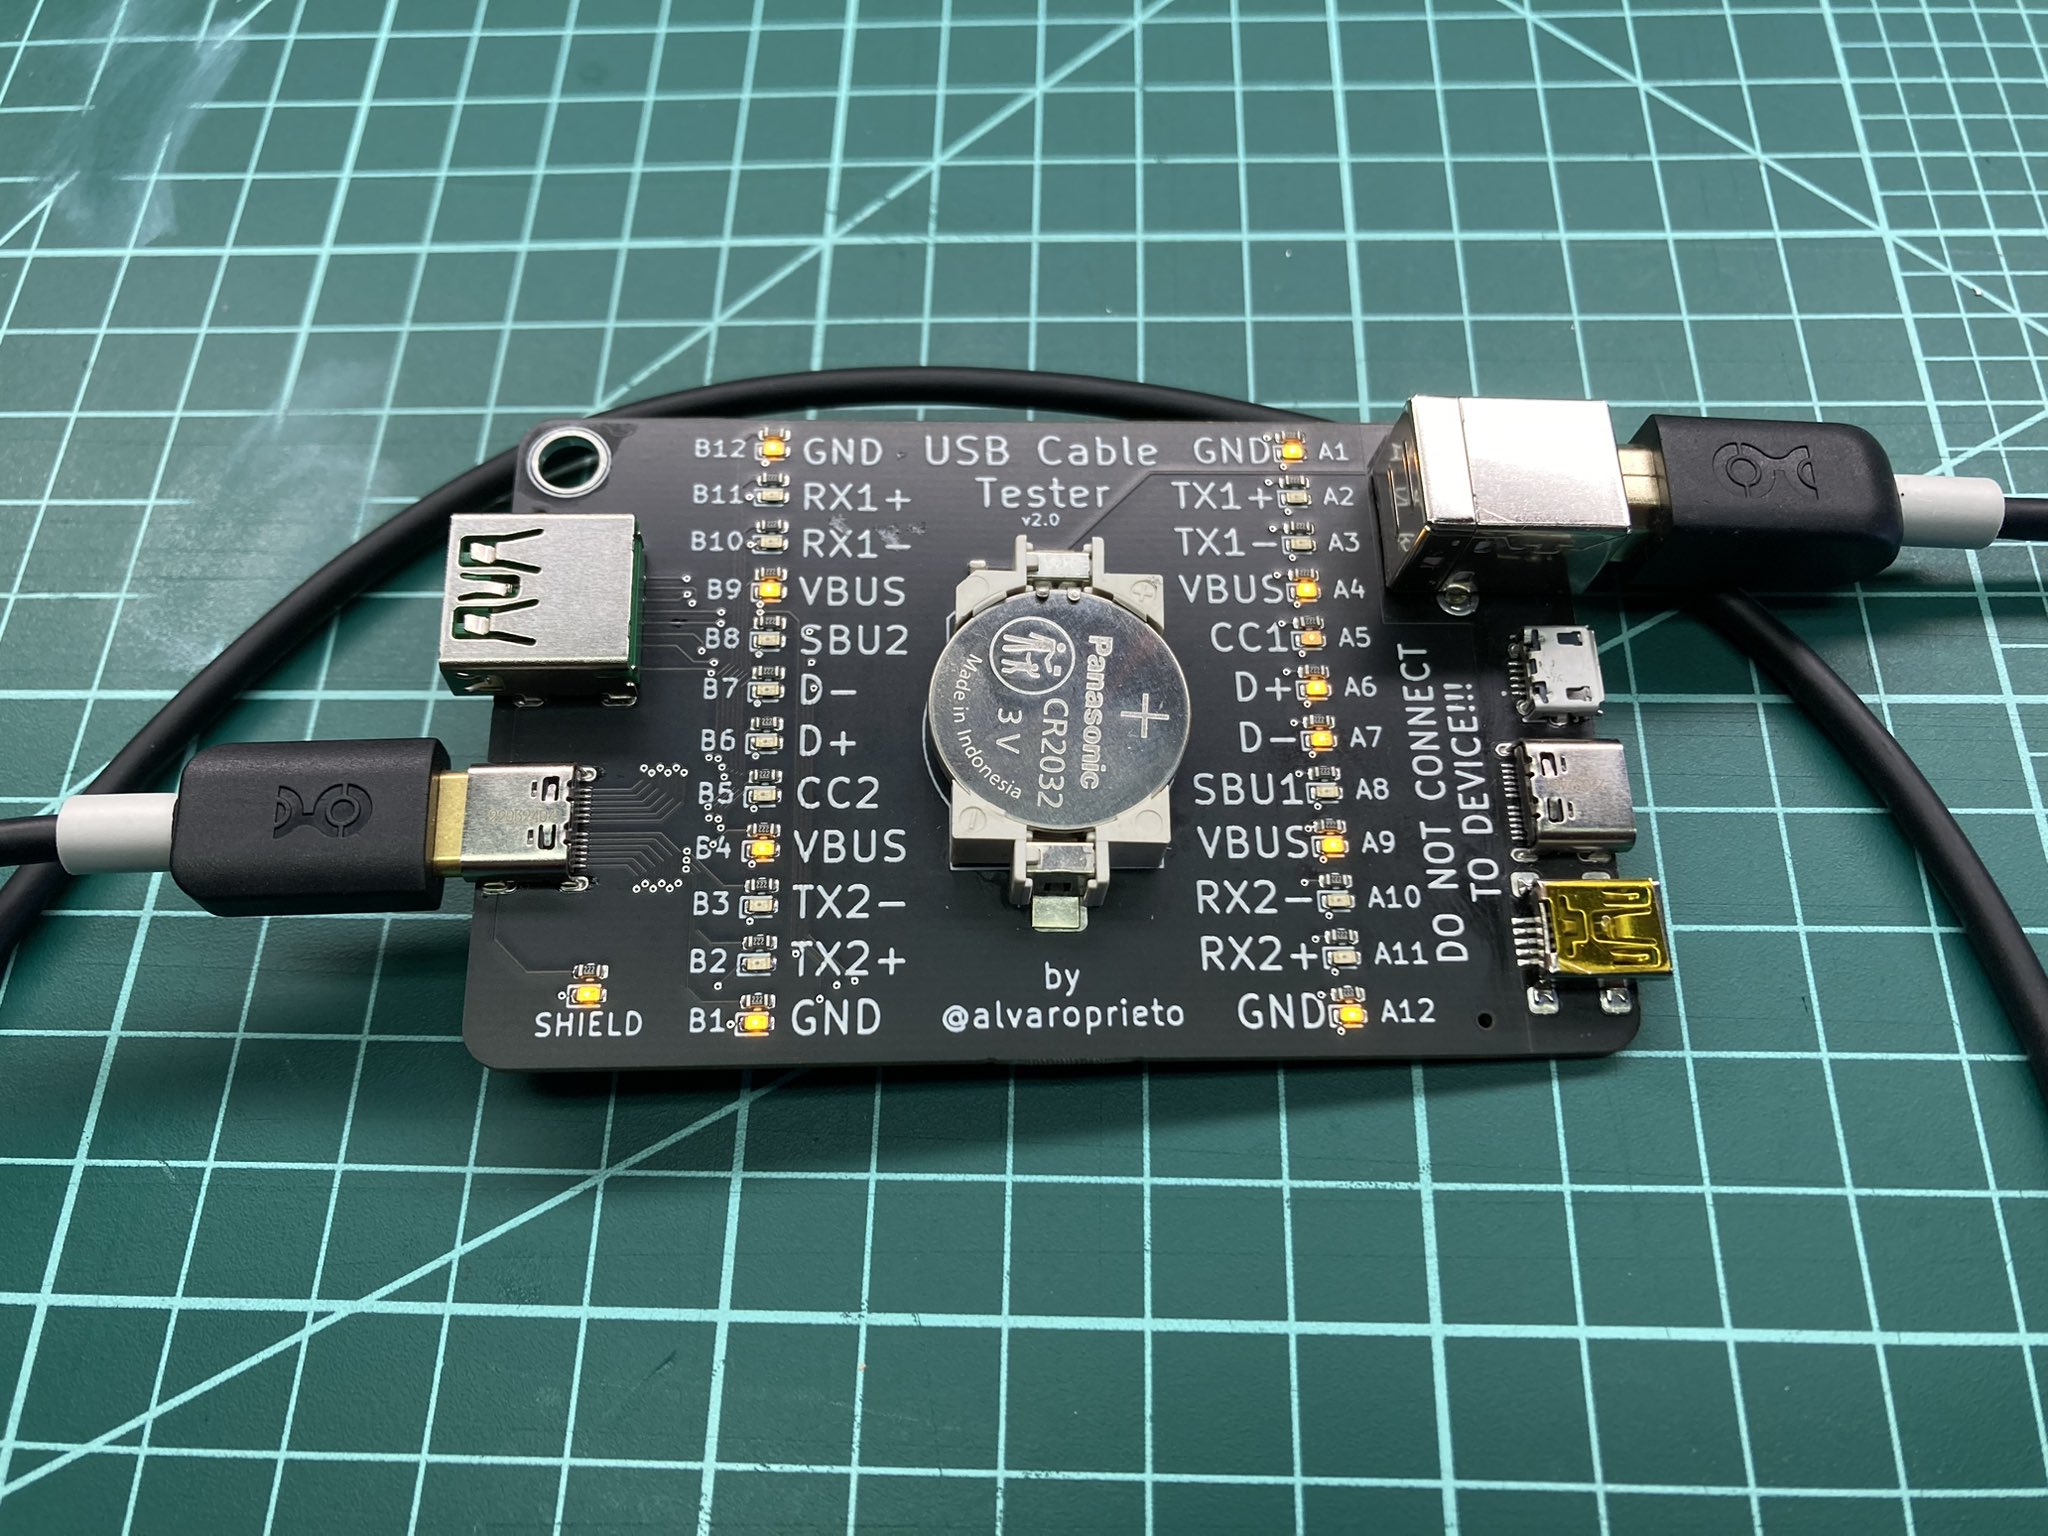 USB Cable
Tester
v2.0
B12 GND
B11 RX1+
B10 RX1-
B9 VBUS
B8 SBU2
B7 D-
B6 D+
B5 CC2
B4 VBUS
B3 TX2-
B2 TX2+
B1 GND
SHIELD
Panasonic
CR2032
3 V
Made in Indonesia
+
by
@alvaroprieto
GND A1
TX1+ A2
TX1- A3
VBUS A4
CC1 A5
D+ A6
D- A7
SBU1 A8
VBUS A9
RX2- A10
RX2+ A11
GND A12
DO NOT CONNECT
TO DEVICE!!!